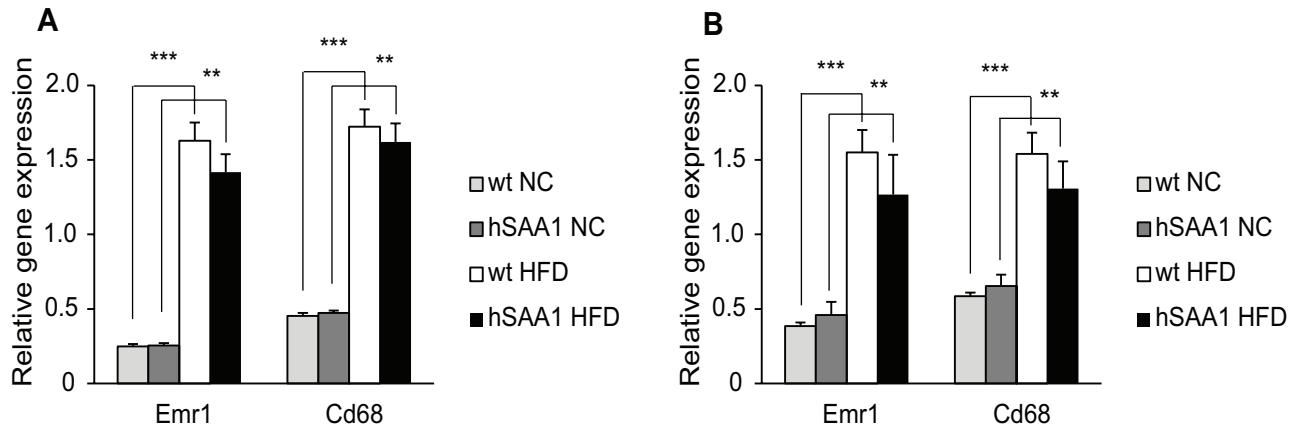 A
Relative gene expression
2.0
1.5
1.0
0.5
0
***
**
***
**
Emr1
Cd68
wt NC
hSAA1 NC
wt HFD
hSAA1 HFD
B
Relative gene expression
2.0
1.5
1.0
0.5
0
***
**
***
**
Emr1
Cd68
wt NC
hSAA1 NC
wt HFD
hSAA1 HFD